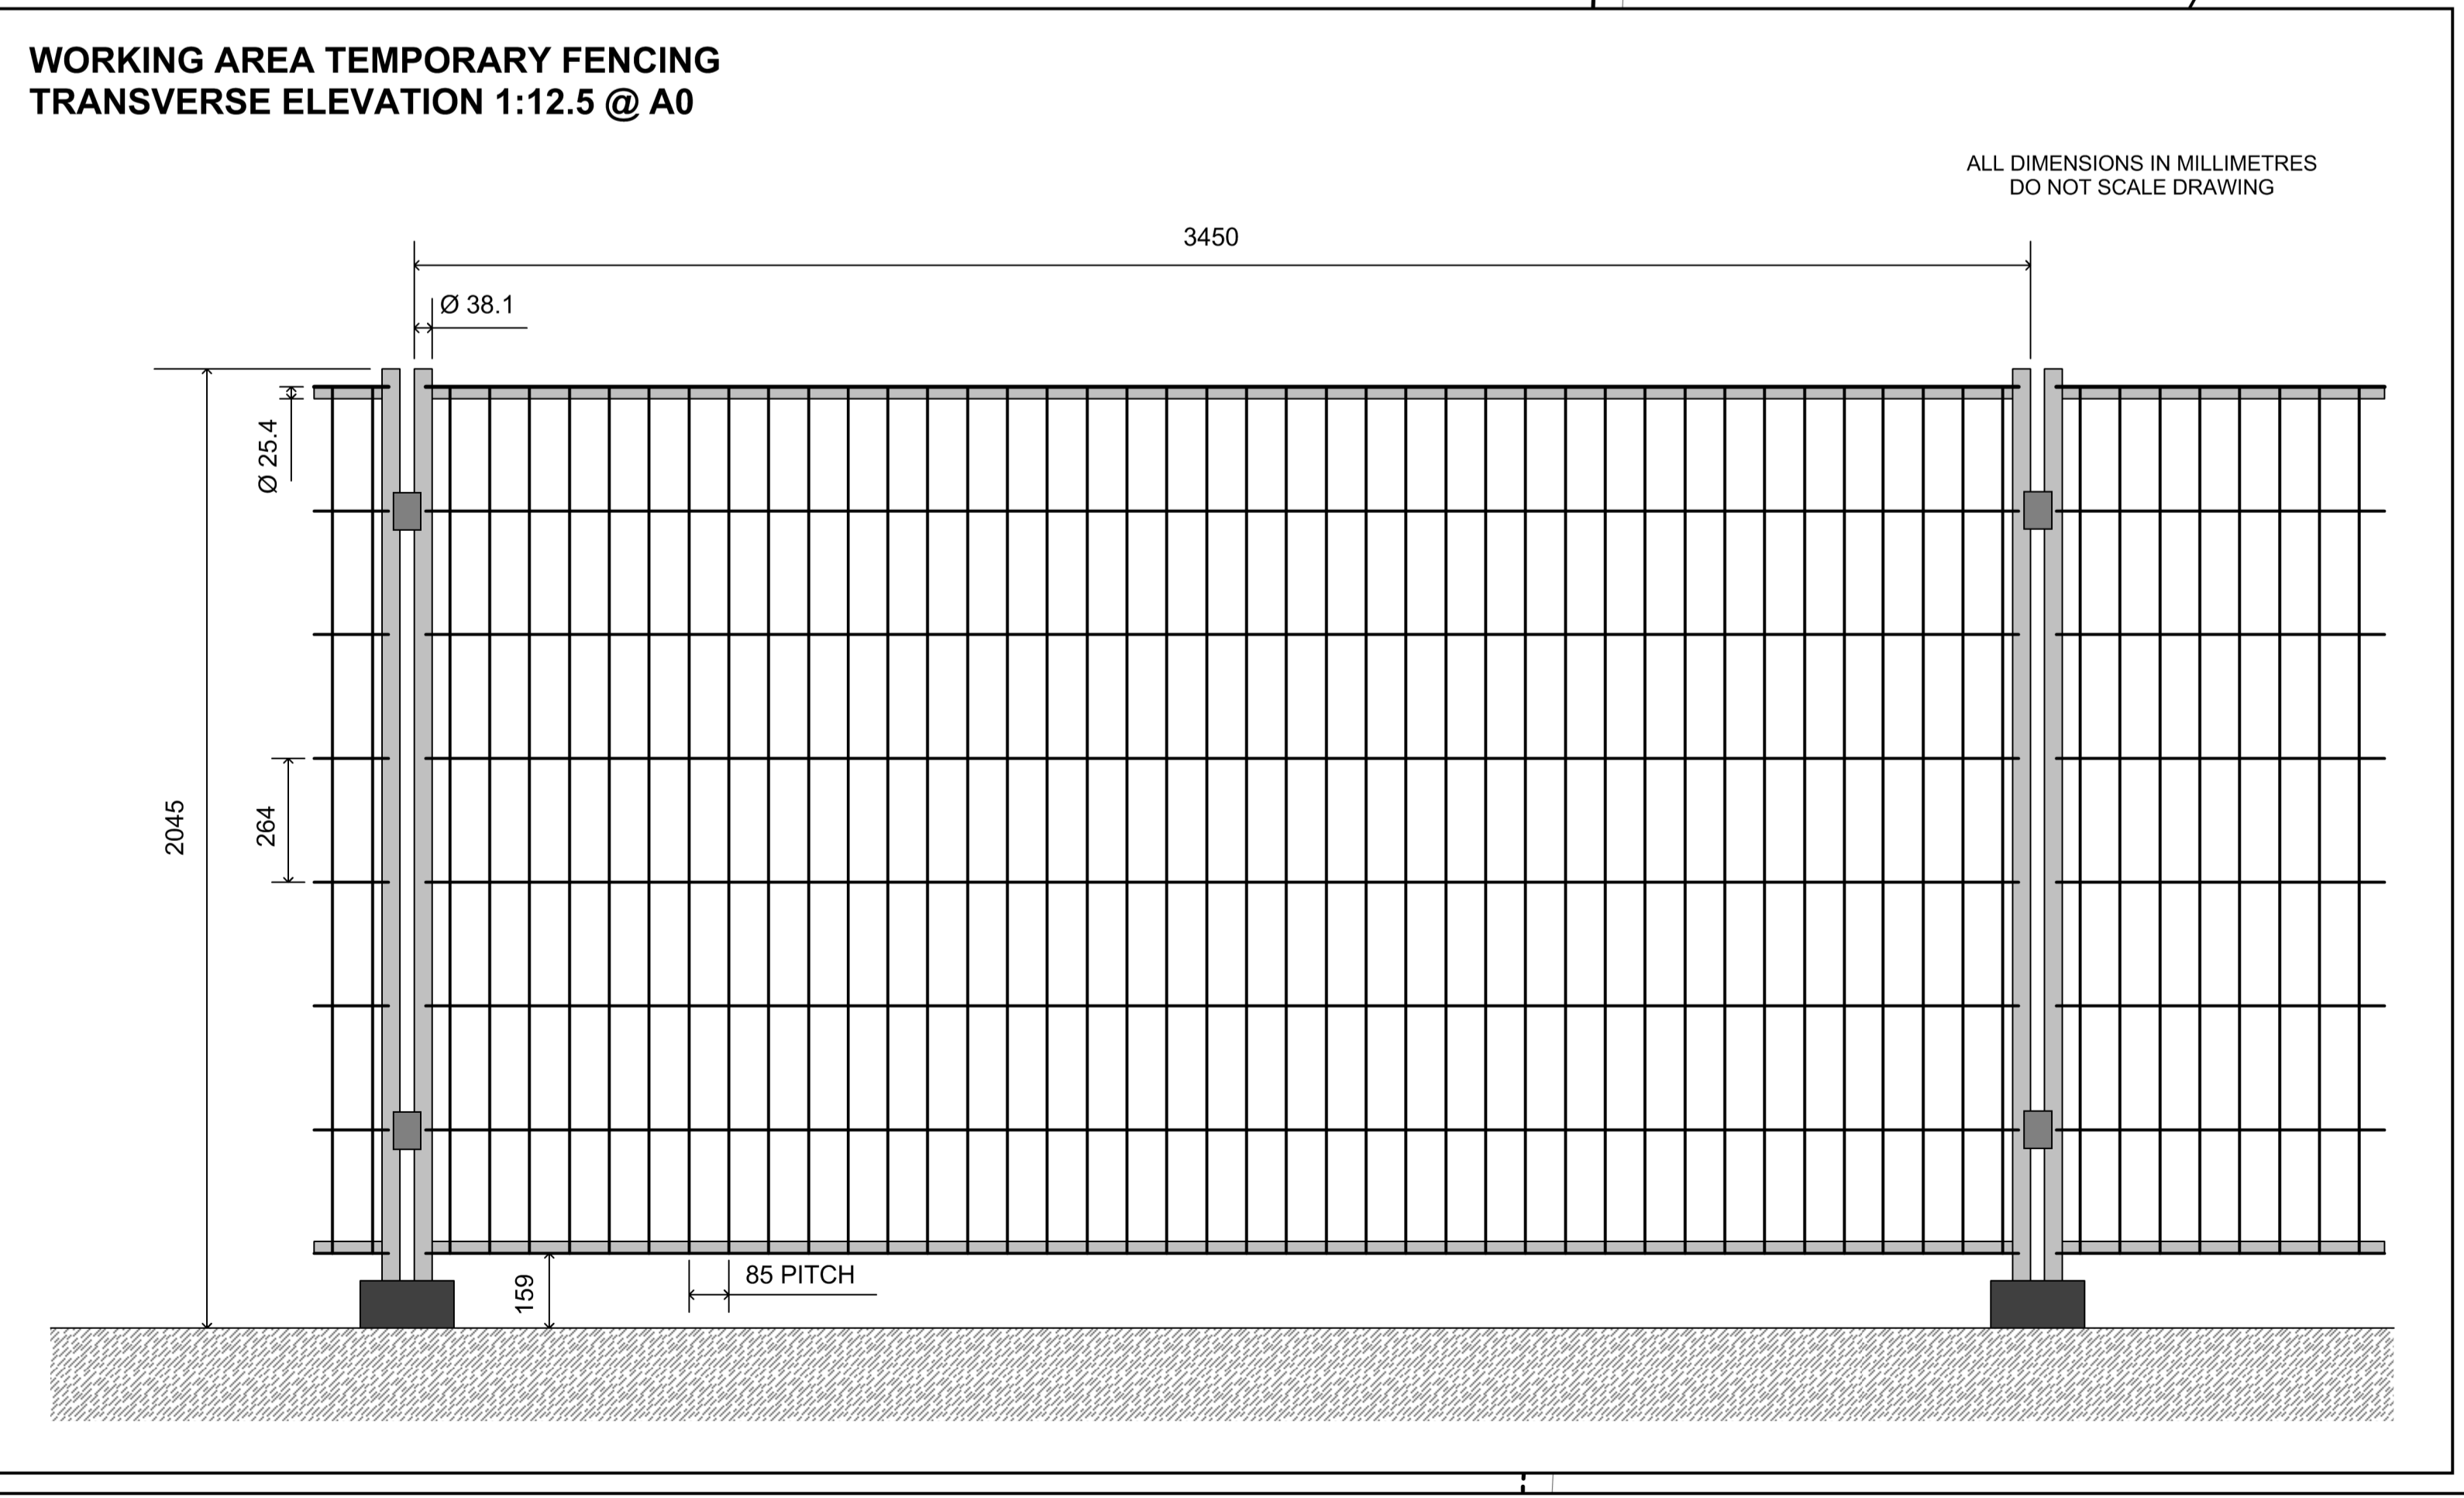 WORKING AREA TEMPORARY FENCING
TRANSVERSE ELEVATION 1:12.5 @ A0
ALL DIMENSIONS IN MILLIMETRES
DO NOT SCALE DRAWING
3450
Ø 38.1
Ø 25.4
2045
264
159
85 PITCH